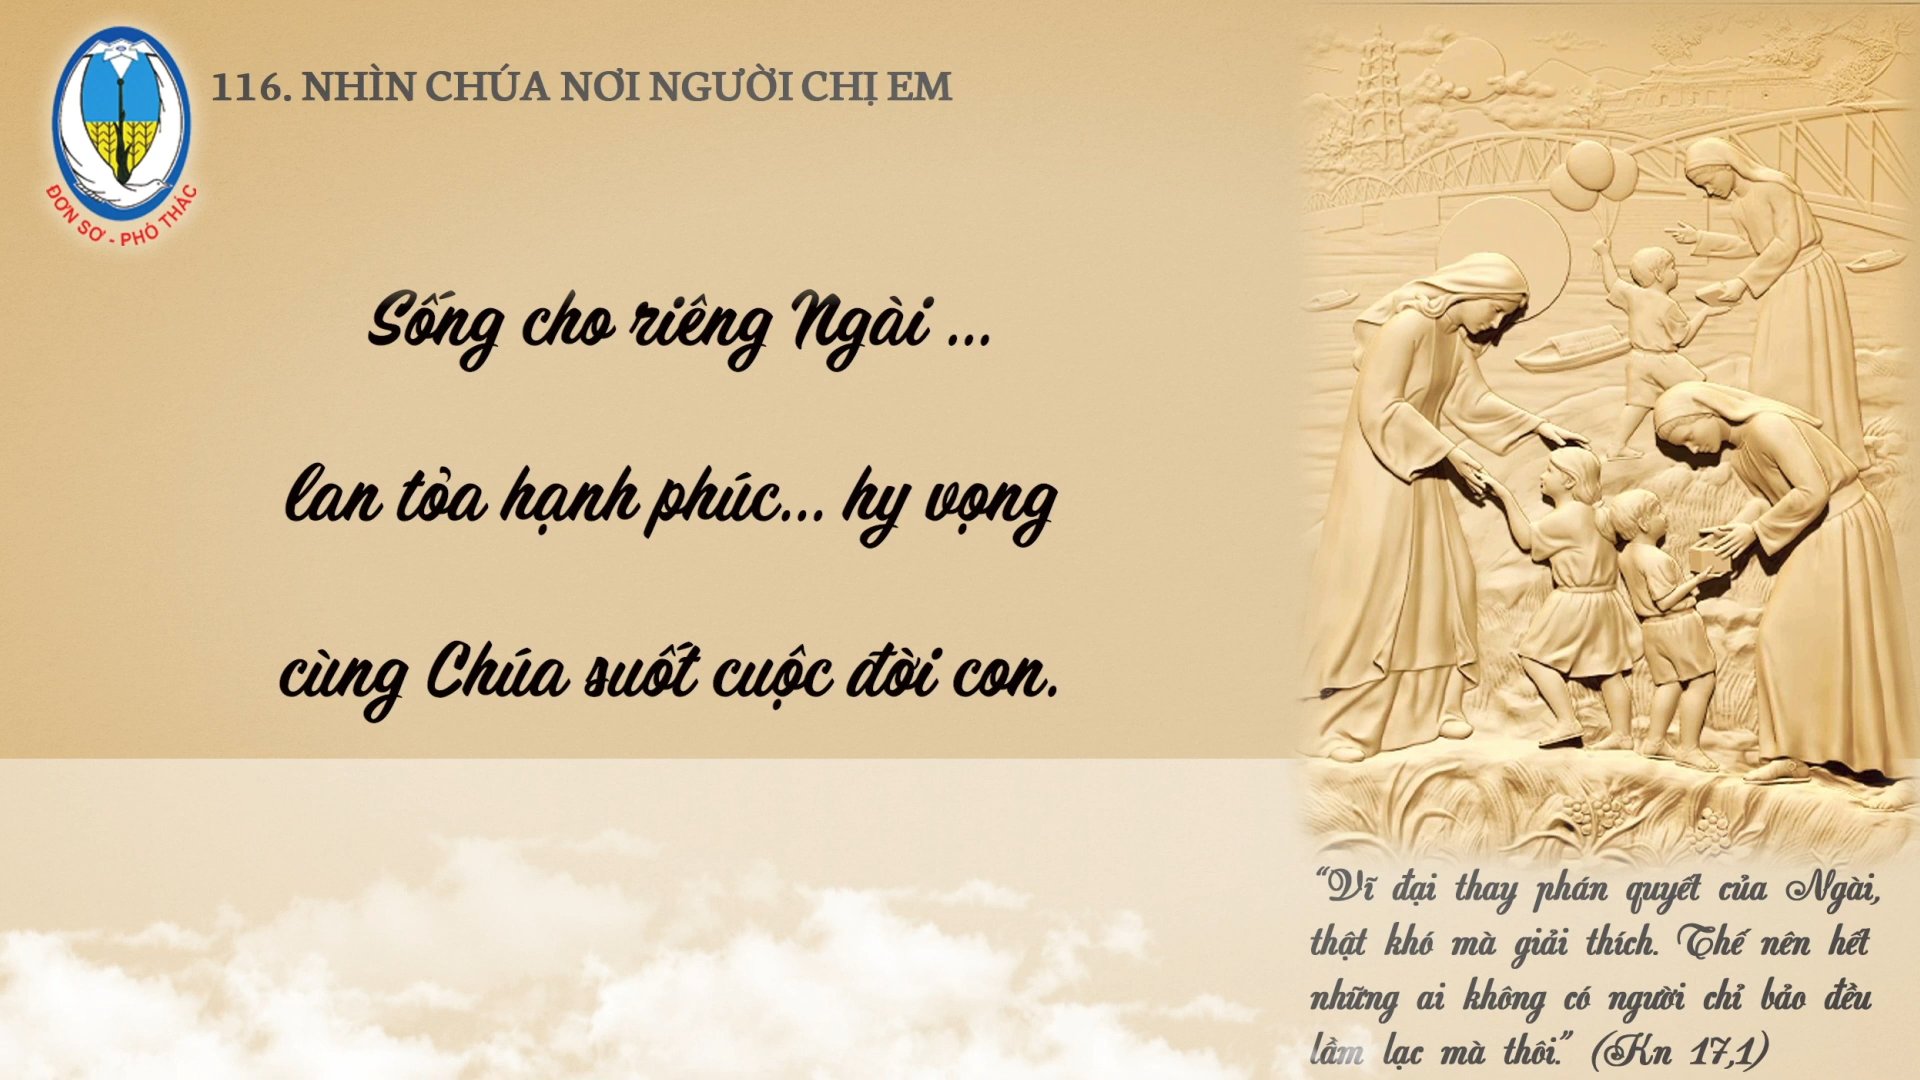 116. NHÌN CHÚA NƠI NGƯỜI CHỊ EM
ĐƠN SƠ - PHÓ THÁC
Sống cho riêng Ngài ...
lan tỏa hạnh phúc... hy vọng
cùng Chúa suốt cuộc đời con.
“Vĩ đại thay phán quyết của Ngài,
thật khó mà giải thích. Thế nên hết
những ai không có người chỉ bảo đều
lầm lạc mà thôi.” (Kn 17,1)